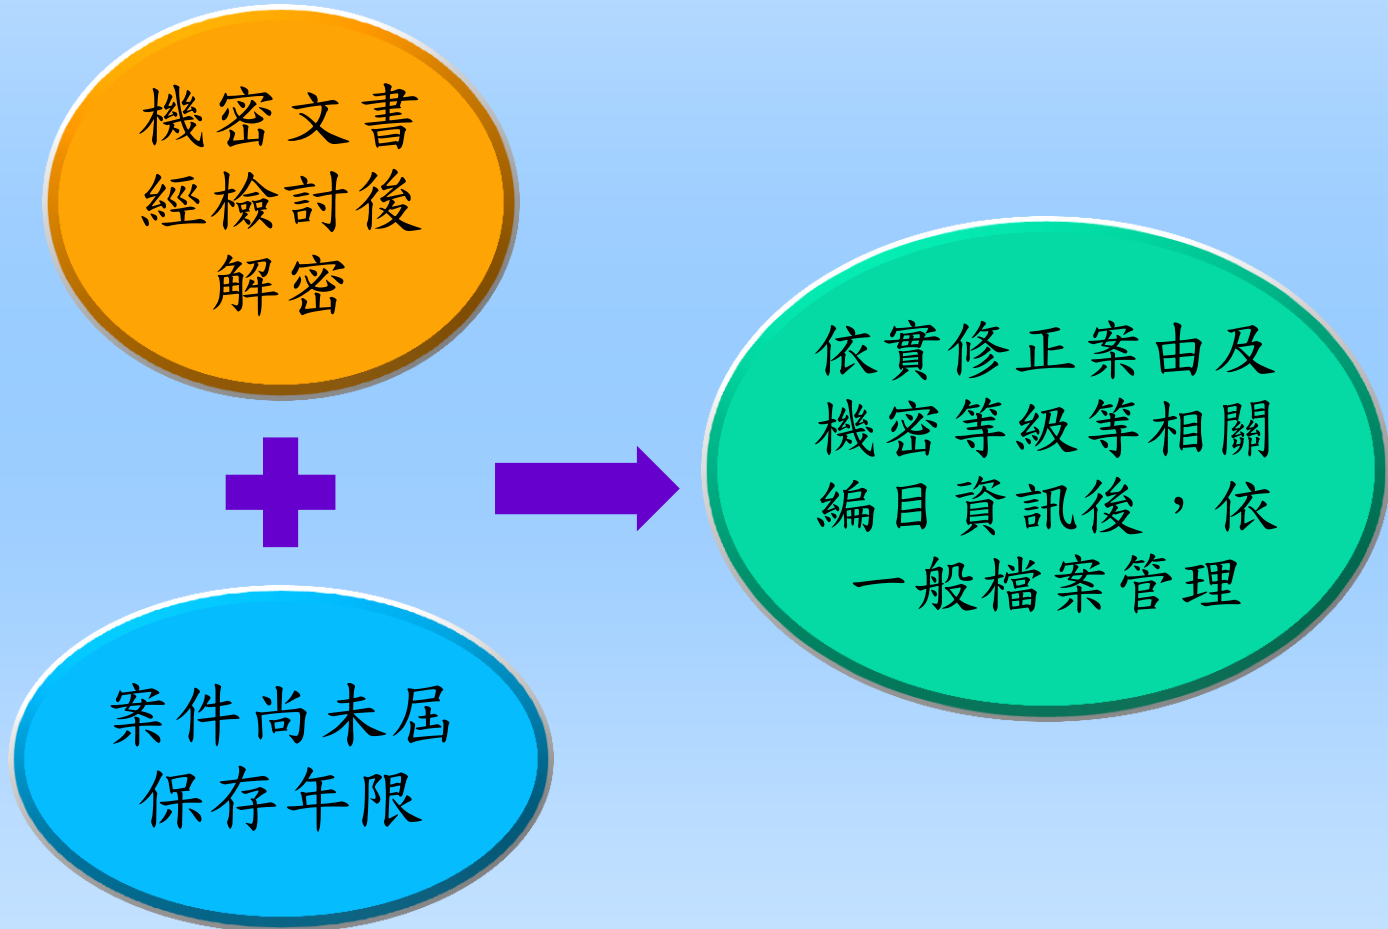 機密文書
經檢討後
解密
案件尚未屆
保存年限
依實修正案由及
機密等級等相關
編目資訊後，依
一般檔案管理